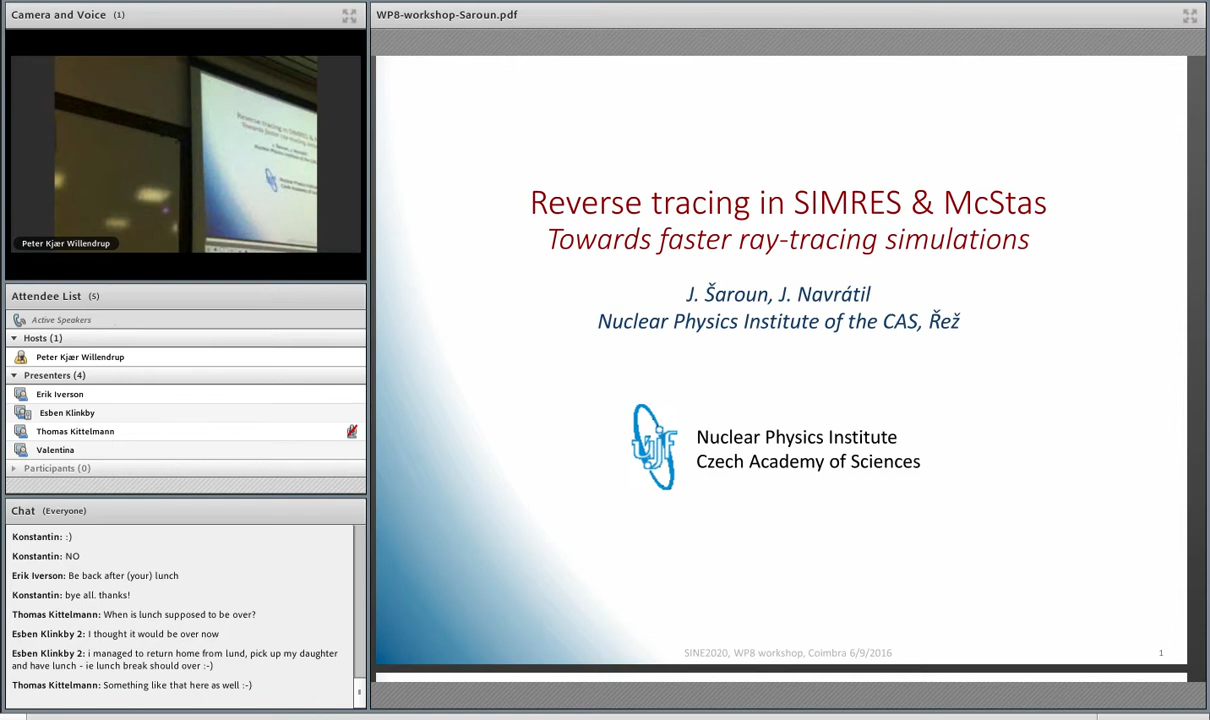 Camera and Voice (1)
Reverse tracing in SIMRES & McStas
Peter Kjær Willendrup
Attendee List (5)
Active Speakers
Hosts (1)
Peter Kjær Willendrup
Presenters (4)
Erik Iverson
Esben Klinkby
Thomas Kittelmann
Valentina
Participants (0)
Chat (Everyone)
Konstantin: :)
Konstantin: NO
Erik Iverson: Be back after (your) lunch
Konstantin: bye all. thanks!
Thomas Kittelmann: When is lunch supposed to be over?
Esben Klinkby 2: I thought it would be over now
Esben Klinkby 2: i managed to return home from lund, pick up my daughter
and have lunch - ie lunch break should over :-)
Thomas Kittelmann: Something like that here as well :-)
WP8-workshop-Saroun.pdf
Reverse tracing in SIMRES & McStas
Towards faster ray-tracing simulations
J. Šaroun, J. Navrátil
Nuclear Physics Institute of the CAS, Řež
ujf
Nuclear Physics Institute
Czech Academy of Sciences
SINE2020, WP8 workshop, Coimbra 6/9/2016
1